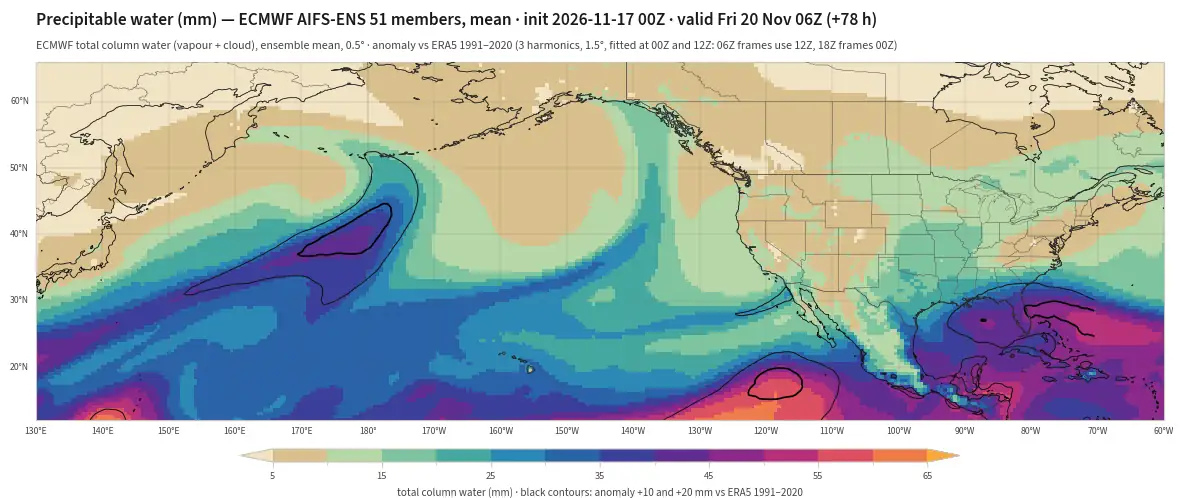 Precipitable water (mm) — ECMWF AIFS-ENS 51 members, mean · init 2026-11-17 00Z · valid Fri 20 Nov 06Z (+78 h)
ECMWF total column water (vapour + cloud), ensemble mean, 0.5° · anomaly vs ERA5 1991–2020 (3 harmonics, 1.5°, fitted at 00Z and 12Z: 06Z frames use 12Z, 18Z frames 00Z)
60°N
50°N
40°N
30°N
20°N
130°E 140°E 150°E 160°E 170°E 180° 170°W 160°W 150°W 140°W 130°W 120°W 110°W 100°W 90°W 80°W 70°W 60°W
5 15 25 35 45 55 65
total column water (mm) · black contours: anomaly +10 and +20 mm vs ERA5 1991–2020